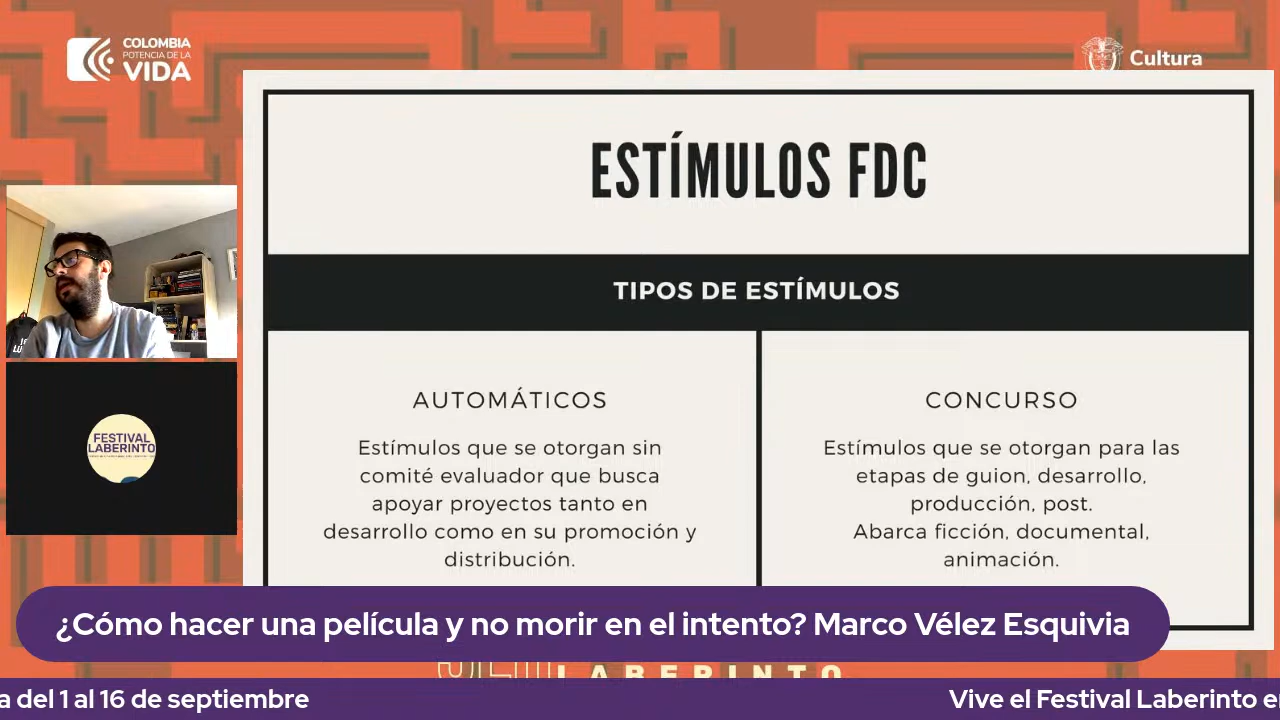 COLOMBIA
POTENCIA DE LA
VIDA
Cultura
ESTÍMULOS FDC
TIPOS DE ESTÍMULOS
AUTOMÁTICOS
Estímulos que se otorgan sin
comité evaluador que busca
apoyar proyectos tanto en
desarrollo como en su promoción y
distribución.
CONCURSO
Estímulos que se otorgan para las
etapas de guion, desarrollo,
producción, post.
Abarca ficción, documental,
animación.
FESTIVAL
LABERINTO
¿Cómo hacer una película y no morir en el intento? Marco Vélez Esquivia
LABERINTO
a del 1 al 16 de septiembre
Vive el Festival Laberinto e